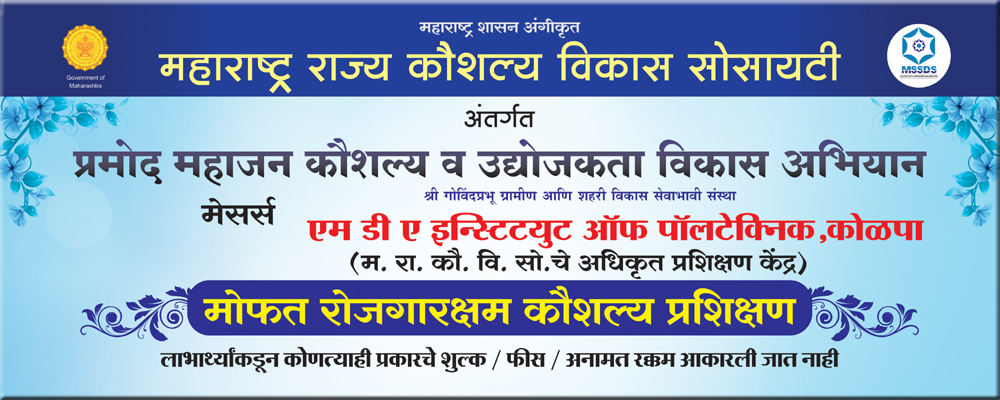 महाराष्ट्र शासन अंगीकृत
महाराष्ट्र राज्य कौशल्य विकास सोसायटी
Government of
Maharashtra
MSSDS
अंतर्गत
प्रमोद महाजन कौशल्य व उद्योजकता विकास अभियान
श्री गोबिंदप्रभू ग्रामीण आणि शहरी विकास सेवाभावी संस्था
मेसर्स
एम डी ए इन्स्टिटयुट ऑफ पॉलटेक्निक,कोळपा
(म. रा. कौ. वि. सो.चे अधिकृत प्रशिक्षण केंद्र)
मोफत रोजगारक्षम कौशल्य प्रशिक्षण
लाभार्थ्यांकडून कोणत्याही प्रकारचे शुल्क / फीस / अनामत रक्कम आकारली जात नाही